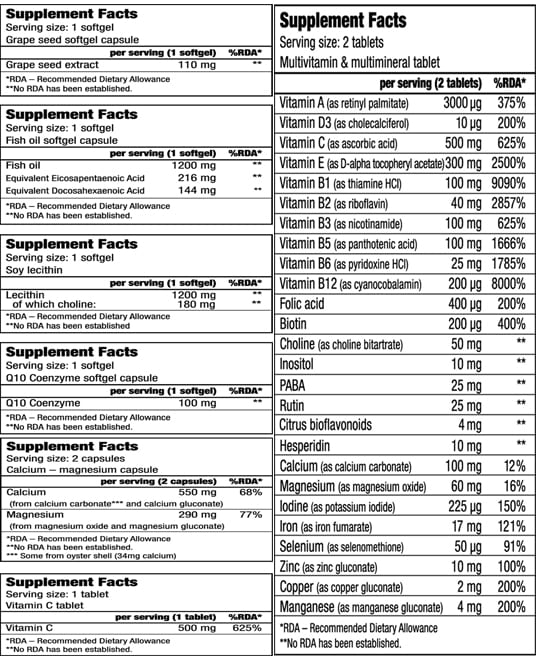 Supplement Facts
Serving size: 1 softgel
Grape seed softgel capsule
per serving (1 softgel) %RDA*
Grape seed extract 110 mg **
*RDA – Recommended Dietary Allowance
**No RDA has been established.
Supplement Facts
Serving size: 1 softgel
Fish oil softgel capsule
per serving (1 softgel) %RDA*
Fish oil 1200 mg **
Equivalent Eicosapentaenoic Acid 216 mg **
Equivalent Docosahexaenoic Acid 144 mg **
*RDA – Recommended Dietary Allowance
**No RDA has been established.
Supplement Facts
Serving size: 1 softgel
Soy lecithin
per serving (1 softgel) %RDA*
Lecithin 1200 mg **
of which choline: 180 mg **
*RDA – Recommended Dietary Allowance
**No RDA has been established
Supplement Facts
Serving size: 1 softgel
Q10 Coenzyme softgel capsule
per serving (1 softgel) %RDA*
Q10 Coenzyme 100 mg **
*RDA – Recommended Dietary Allowance
**No RDA has been established.
Supplement Facts
Serving size: 2 capsules
Calcium – magnesium capsule
per serving (2 capsules) %RDA*
Calcium 550 mg 68%
(from calcium carbonate*** and calcium gluconate)
Magnesium 290 mg 77%
(from magnesium oxide and magnesium gluconate)
*RDA – Recommended Dietary Allowance
**No RDA has been established.
*** Some from oyster shell (34mg calcium)
Supplement Facts
Serving size: 1 tablet
Vitamin C tablet
per serving (1 tablet) %RDA*
Vitamin C 500 mg 625%
*RDA – Recommended Dietary Allowance
**No RDA has been established.
Supplement Facts
Serving size: 2 tablets
Multivitamin & multimineral tablet
per serving (2 tablets) %RDA*
Vitamin A (as retinyl palmitate) 3000 µg 375%
Vitamin D3 (as cholecalciferol) 10 µg 200%
Vitamin C (as ascorbic acid) 500 mg 625%
Vitamin E (as D-alpha tocopheryl acetate) 300 mg 2500%
Vitamin B1 (as thiamine HCl) 100 mg 9090%
Vitamin B2 (as riboflavin) 40 mg 2857%
Vitamin B3 (as nicotinamide) 100 mg 625%
Vitamin B5 (as panthotenic acid) 100 mg 1666%
Vitamin B6 (as pyridoxine HCl) 25 mg 1785%
Vitamin B12 (as cyanocobalamin) 200 µg 8000%
Folic acid 400 µg 200%
Biotin 200 µg 400%
Choline (as choline bitartrate) 50 mg **
Inositol 10 mg **
PABA 25 mg **
Rutin 25 mg **
Citrus bioflavonoids 4 mg **
Hesperidin 10 mg **
Calcium (as calcium carbonate) 100 mg 12%
Magnesium (as magnesium oxide) 60 mg 16%
Iodine (as potassium iodide) 225 µg 150%
Iron (as iron fumarate) 17 mg 121%
Selenium (as selenomethione) 50 µg 91%
Zinc (as zinc gluconate) 10 mg 100%
Copper (as copper gluconate) 2 mg 200%
Manganese (as manganese gluconate) 4 mg 200%
*RDA – Recommended Dietary Allowance
**No RDA has been established.